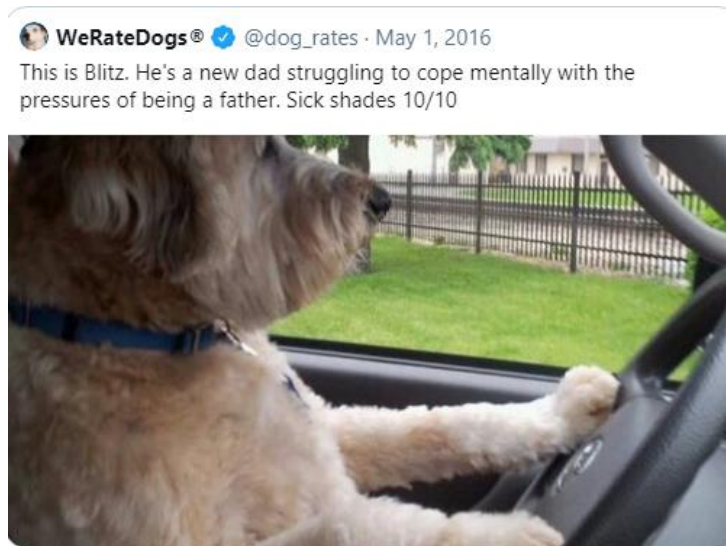 WeRateDogs® @dog_rates · May 1, 2016
This is Blitz. He's a new dad struggling to cope mentally with the
pressures of being a father. Sick shades 10/10